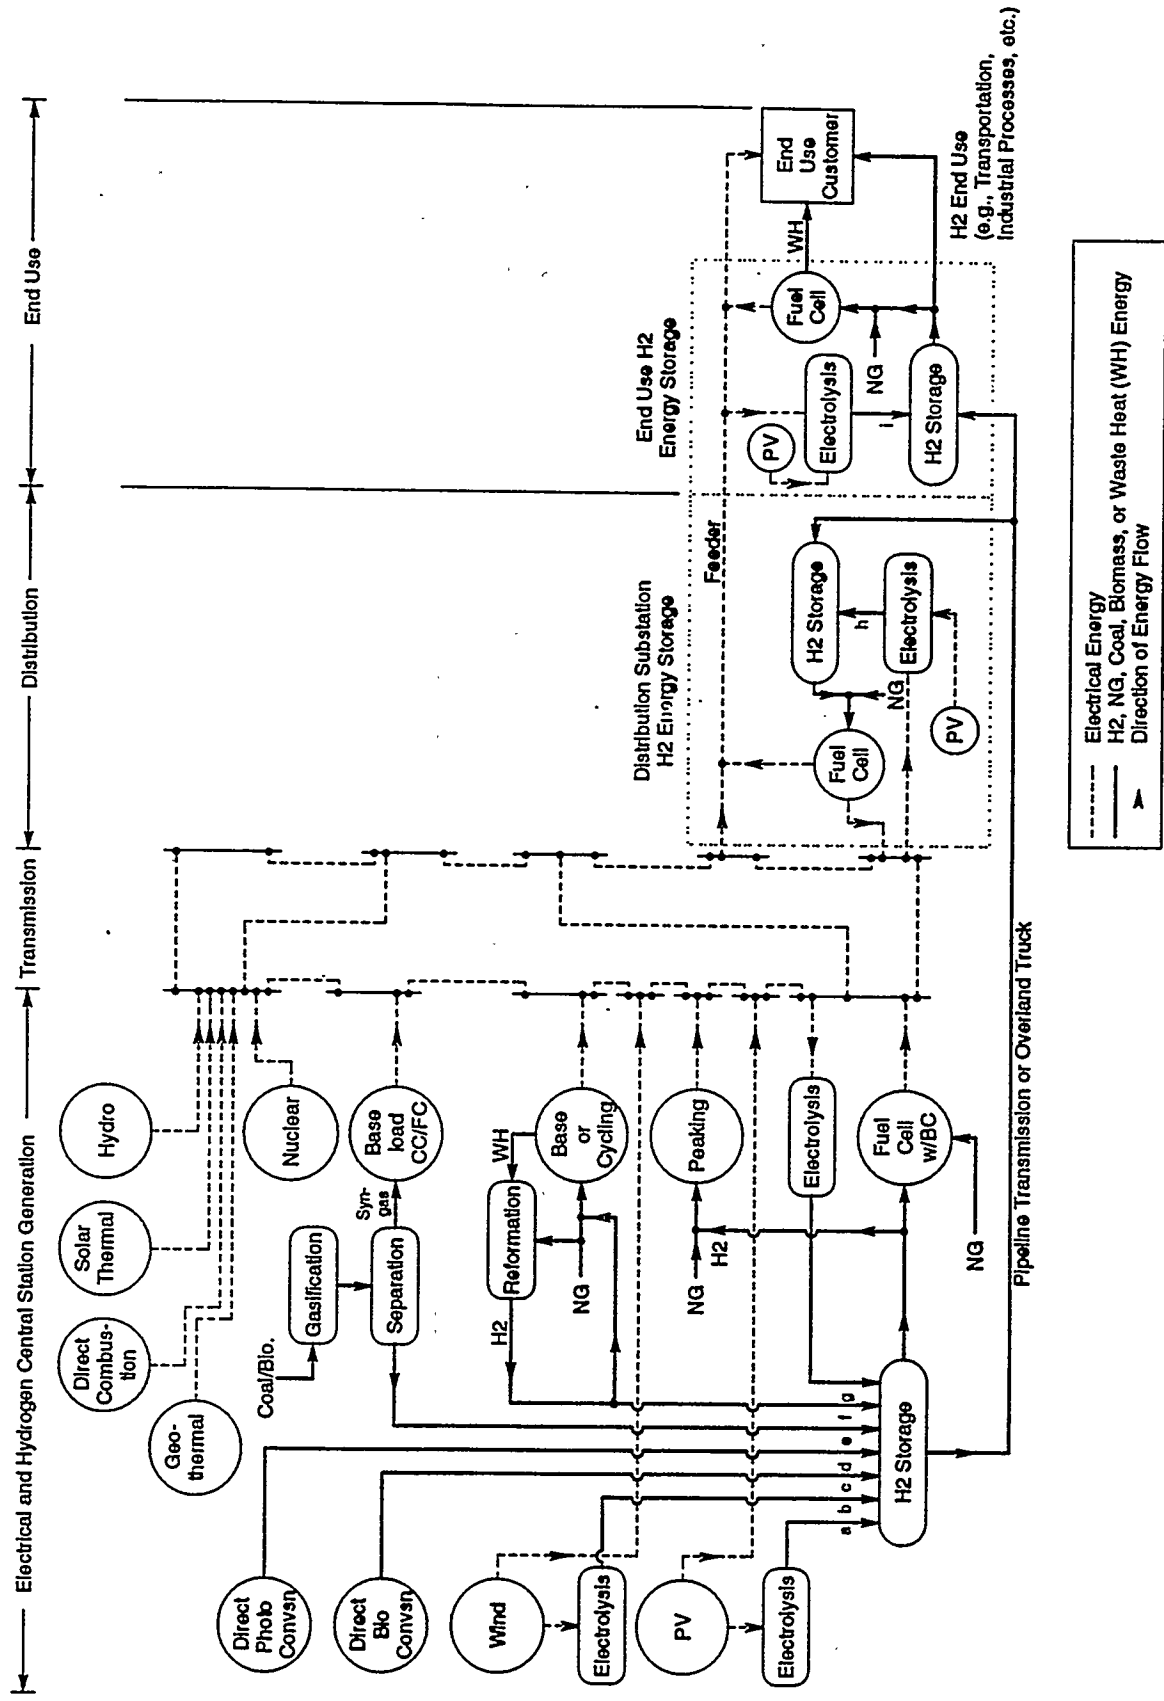 Electrical and Hydrogen Central Station Generation
Transmission
Distribution
End Use
Direct
Combus-
tion
Solar
Thermal
Hydro
Geo-
thermal
Nuclear
Direct
Photo
Convsn
Coal/Bio.
Gasification
Separation
Syn-
gas
Base
load
CC/FC
Direct
Bio
Convsn
H2
Reformation
WH
NG
Base
or
Cycling
Wind
Electrolysis
NG
H2
Peaking
PV
Electrolysis
Electrolysis
a
b
c
d
e
f
g
H2 Storage
NG
Fuel
Cell
w/BC
Pipeline Transmission or Overland Truck
Distribution Substation
H2 Energy Storage
Feeder
Fuel
Cell
H2 Storage
NG
h
Electrolysis
PV
End Use H2
Energy Storage
PV
Electrolysis
i
H2 Storage
NG
Fuel
Cell
WH
End
Use
Customer
H2 End Use
(e.g., Transportation,
Industrial Processes, etc.)
Electrical Energy
H2, NG, Coal, Biomass, or Waste Heat (WH) Energy
Direction of Energy Flow